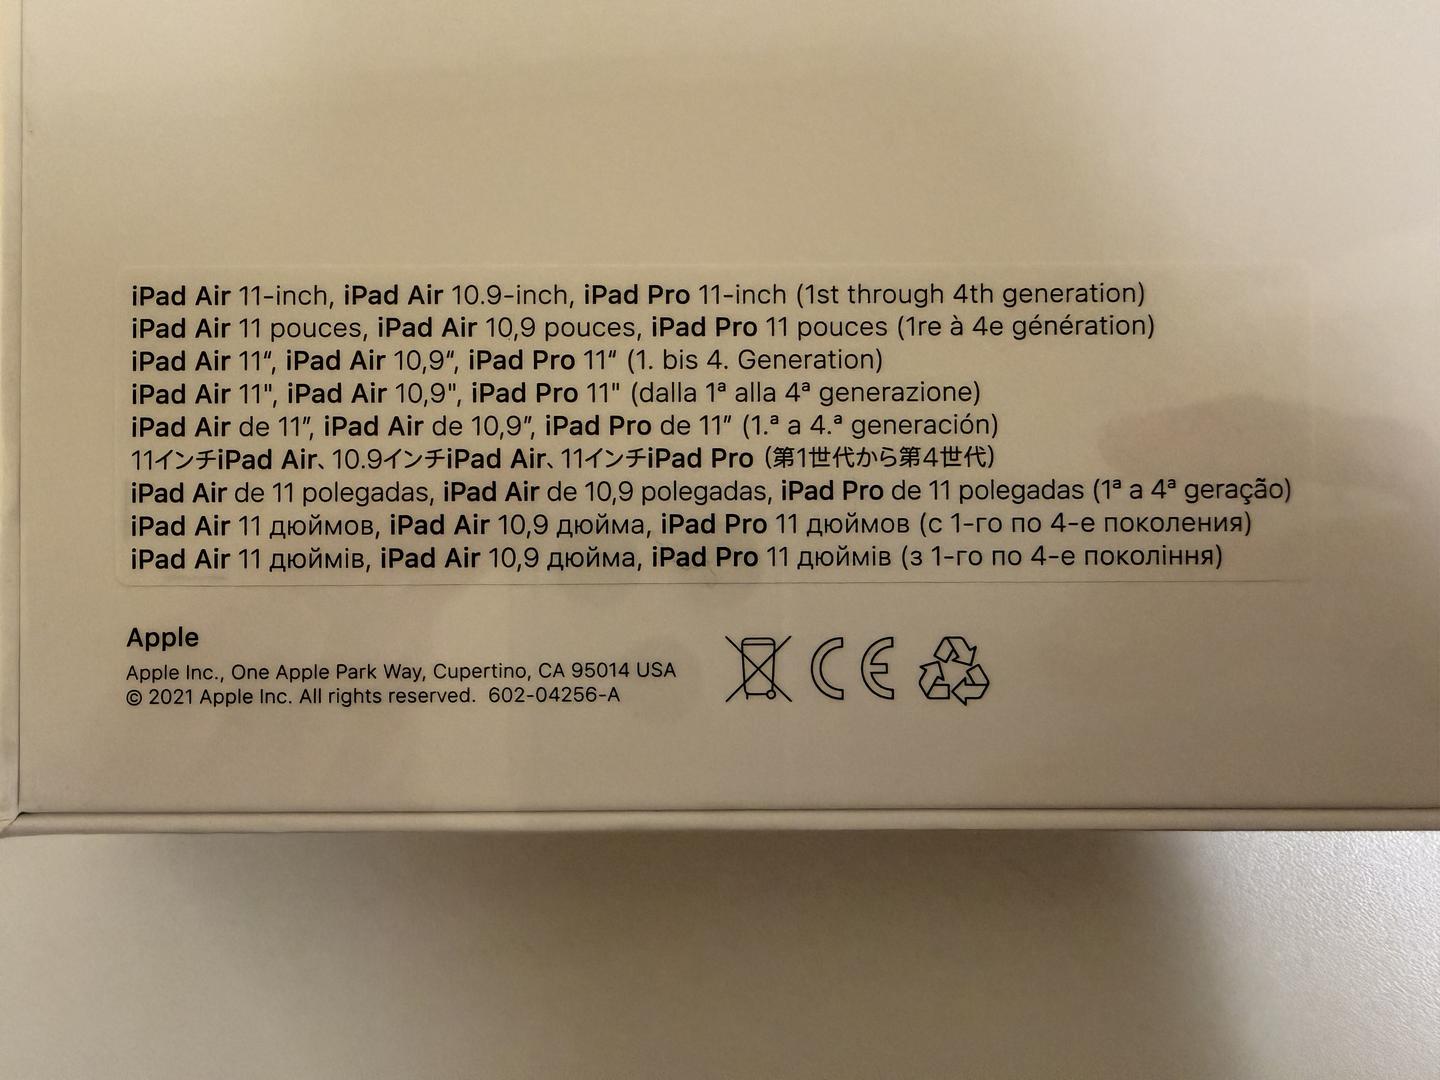 iPad Air 11-inch, iPad Air 10.9-inch, iPad Pro 11-inch (1st through 4th generation)
iPad Air 11 pouces, iPad Air 10,9 pouces, iPad Pro 11 pouces (1re à 4e génération)
iPad Air 11“, iPad Air 10,9“, iPad Pro 11“ (1. bis 4. Generation)
iPad Air 11", iPad Air 10,9", iPad Pro 11" (dalla 1ª alla 4ª generazione)
iPad Air de 11”, iPad Air de 10,9”, iPad Pro de 11” (1.ª a 4.ª generación)
11インチiPad Air、10.9インチiPad Air、11インチiPad Pro（第1世代から第4世代）
iPad Air de 11 polegadas, iPad Air de 10,9 polegadas, iPad Pro de 11 polegadas (1ª a 4ª geração)
iPad Air 11 дюймов, iPad Air 10,9 дюйма, iPad Pro 11 дюймов (с 1-го по 4-е поколения)
iPad Air 11 дюймів, iPad Air 10,9 дюйма, iPad Pro 11 дюймів (з 1-го по 4-е покоління)
Apple
Apple Inc., One Apple Park Way, Cupertino, CA 95014 USA
© 2021 Apple Inc. All rights reserved. 602-04256-A
CE